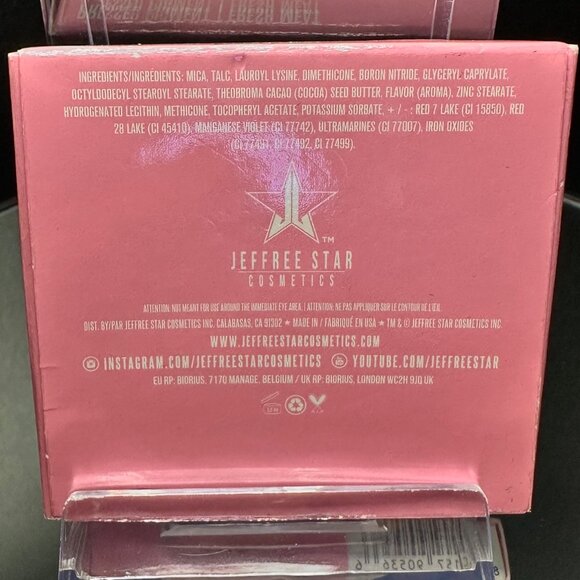 PRESSED PIGMENT | FRESH MEAT
INGREDIENTS/INGRÉDIENTS: MICA, TALC, LAUROYL LYSINE, DIMETHICONE, BORON NITRIDE, GLYCERYL CAPRYLATE,
OCTYLDODECYL STEAROYL STEARATE, THEOBROMA CACAO (COCOA) SEED BUTTER, FLAVOR (AROMA), ZINC STEARATE,
HYDROGENATED LECITHIN, METHICONE, TOCOPHERYL ACETATE, POTASSIUM SORBATE, + / - : RED 7 LAKE (CI 15850), RED
28 LAKE (CI 45410), MANGANESE VIOLET (CI 77742), ULTRAMARINES (CI 77007), IRON OXIDES
(CI 77491, CI 77492, CI 77499).
TM
JEFFREE STAR
COSMETICS
ATTENTION: NOT MEANT FOR USE AROUND THE IMMEDIATE EYE AREA. | ATTENTION: NE PAS APPLIQUER SUR LE CONTOUR DE L'ŒIL.
DIST. BY/PAR JEFFREE STAR COSMETICS INC. CALABASAS, CA 91302 ★ MADE IN / FABRIQUÉ EN USA ★ TM & © JEFFREE STAR COSMETICS INC.
WWW.JEFFREESTARCOSMETICS.COM
INSTAGRAM.COM/JEFFREESTARCOSMETICS YOUTUBE.COM/JEFFREESTAR
EU RP: BIORIUS, 7170 MANAGE, BELGIUM / UK RP: BIORIUS, LONDON WC2H 9JQ UK
12 M